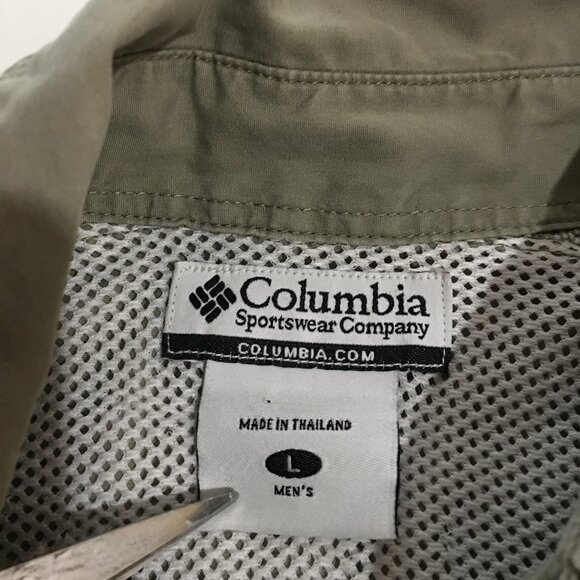 Columbia
Sportswear Company
COLUMBIA.COM
MADE IN THAILAND
L
MEN'S